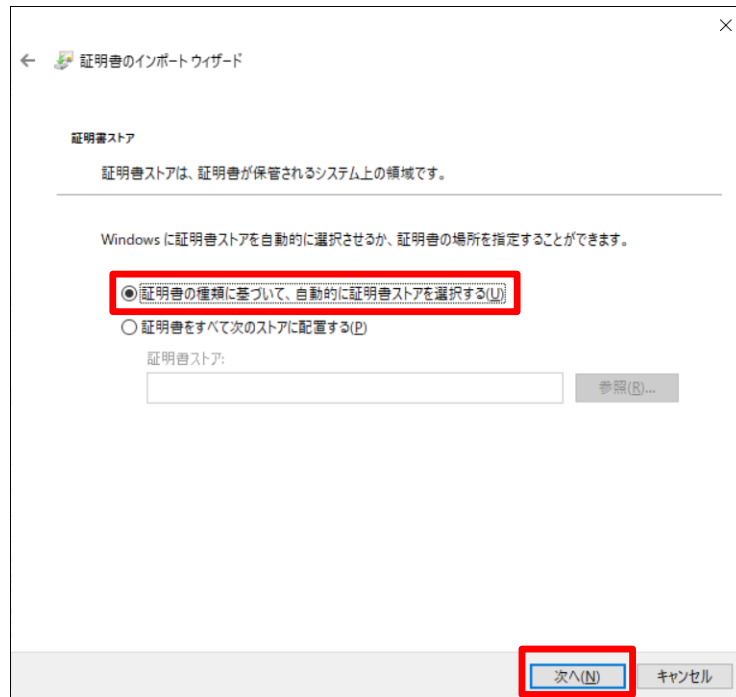 証明書のインポート ウィザード
証明書ストア
証明書ストアは、証明書が保管されるシステム上の領域です。
Windows に証明書ストアを自動的に選択させるか、証明書の場所を指定することができます。
証明書の種類に基づいて、自動的に証明書ストアを選択する(U)
証明書をすべて次のストアに配置する(P)
証明書ストア:
参照(R)...
次へ(N)
キャンセル